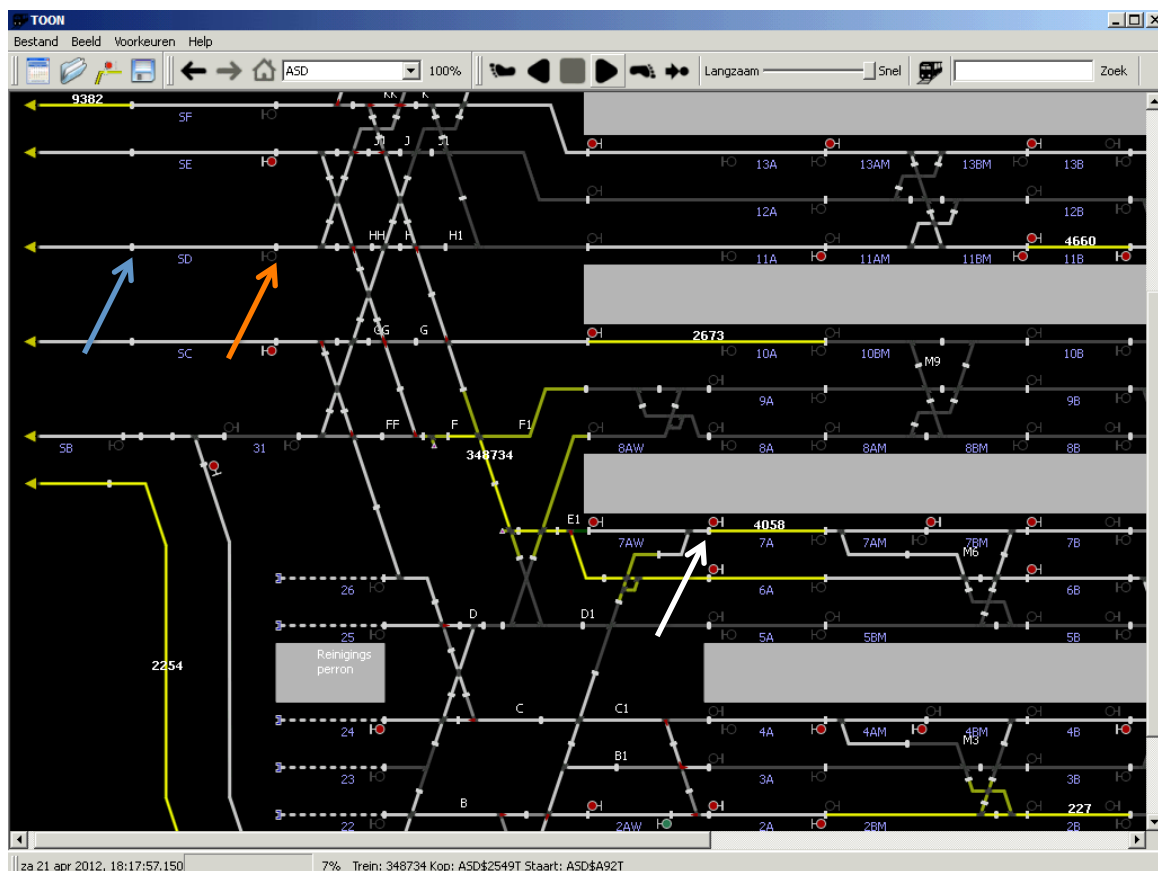 TOON
Bestand Beeld Voorkeuren Help
ASD 100% Langzaam Snel Zoek
9382 KK K
SF
J1 J J1
SE 13A 13AM 13BM 13B
12A 12B
HH H H1 4660
SD 11A 11AM 11BM 11B
GG G 2673
SC 10A 10BM 10B
M9
9A 9B
FF F F1
SB 31 8AW 8A 8AM 8BM 8B
348734
E1 4058
7AW 7A 7AM 7BM 7B
M6
26 6A 6B
D D1
25 5A 5BM 5B
Reinigings
perron
2254
C C1
24 4A 4AM 4BM 4B
M3
B1
23 3A 3B
B 227
22 2AW 2A 2BM 2B
za 21 apr 2012, 18:17:57.150 7% Trein: 348734 Kop: ASD$2549T Staart: ASD$A92T